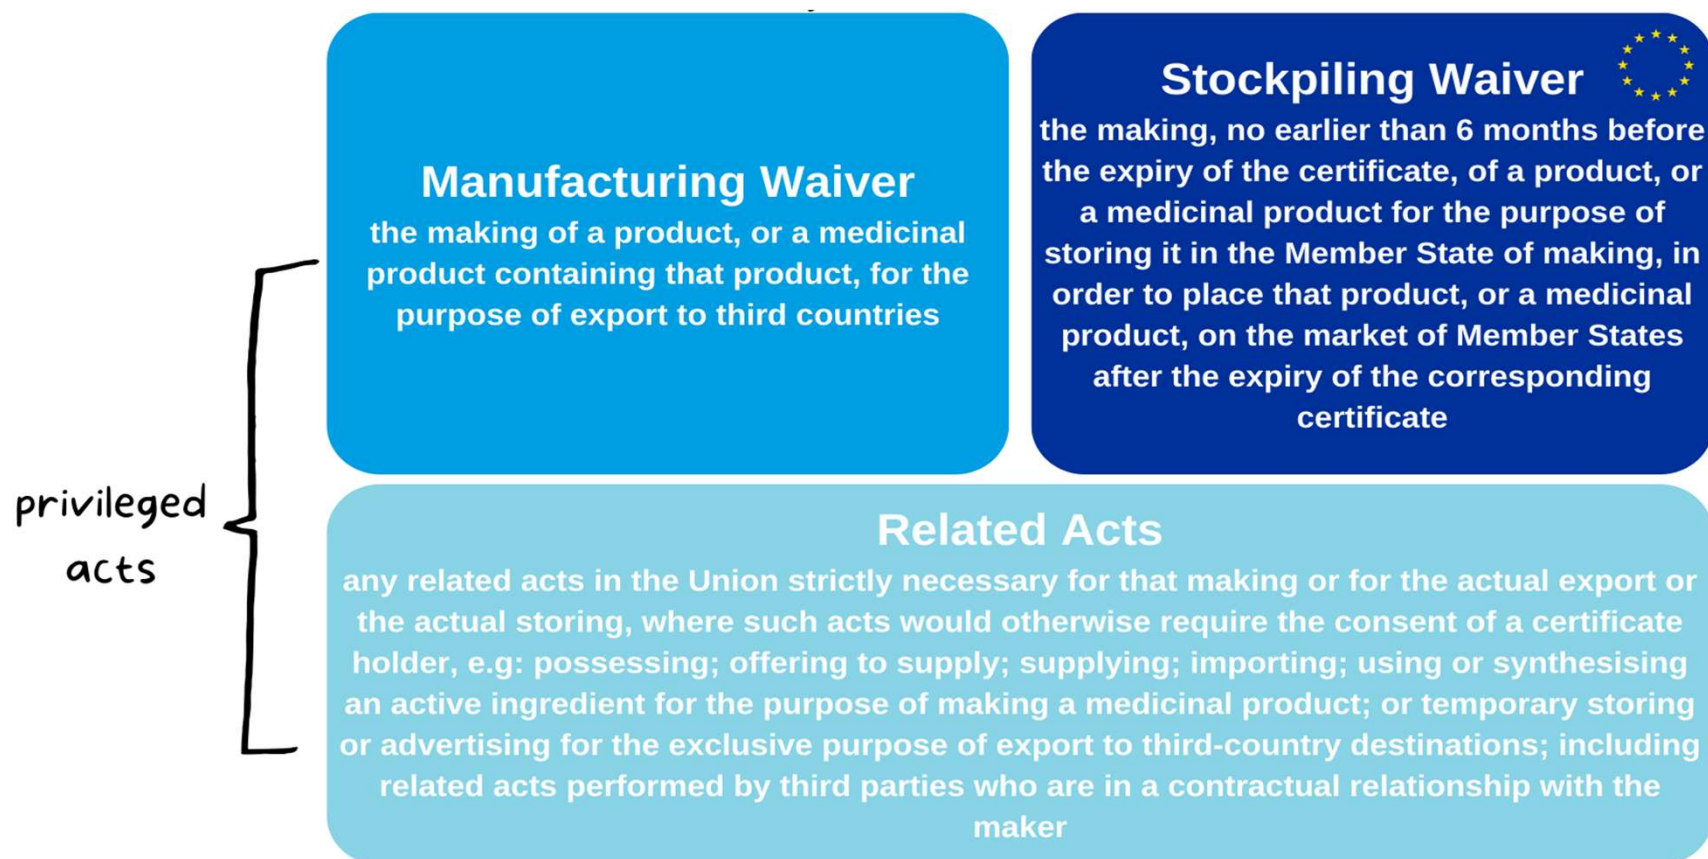 Manufacturing Waiver
the making of a product, or a medicinal
product containing that product, for the
purpose of export to third countries
Stockpiling Waiver
the making, no earlier than 6 months before
the expiry of the certificate, of a product, or
a medicinal product for the purpose of
storing it in the Member State of making, in
order to place that product, or a medicinal
product, on the market of Member States
after the expiry of the corresponding
certificate
privileged
acts
Related Acts
any related acts in the Union strictly necessary for that making or for the actual export or
the actual storing, where such acts would otherwise require the consent of a certificate
holder, e.g: possessing; offering to supply; supplying; importing; using or synthesising
an active ingredient for the purpose of making a medicinal product; or temporary storing
or advertising for the exclusive purpose of export to third-country destinations; including
related acts performed by third parties who are in a contractual relationship with the
maker